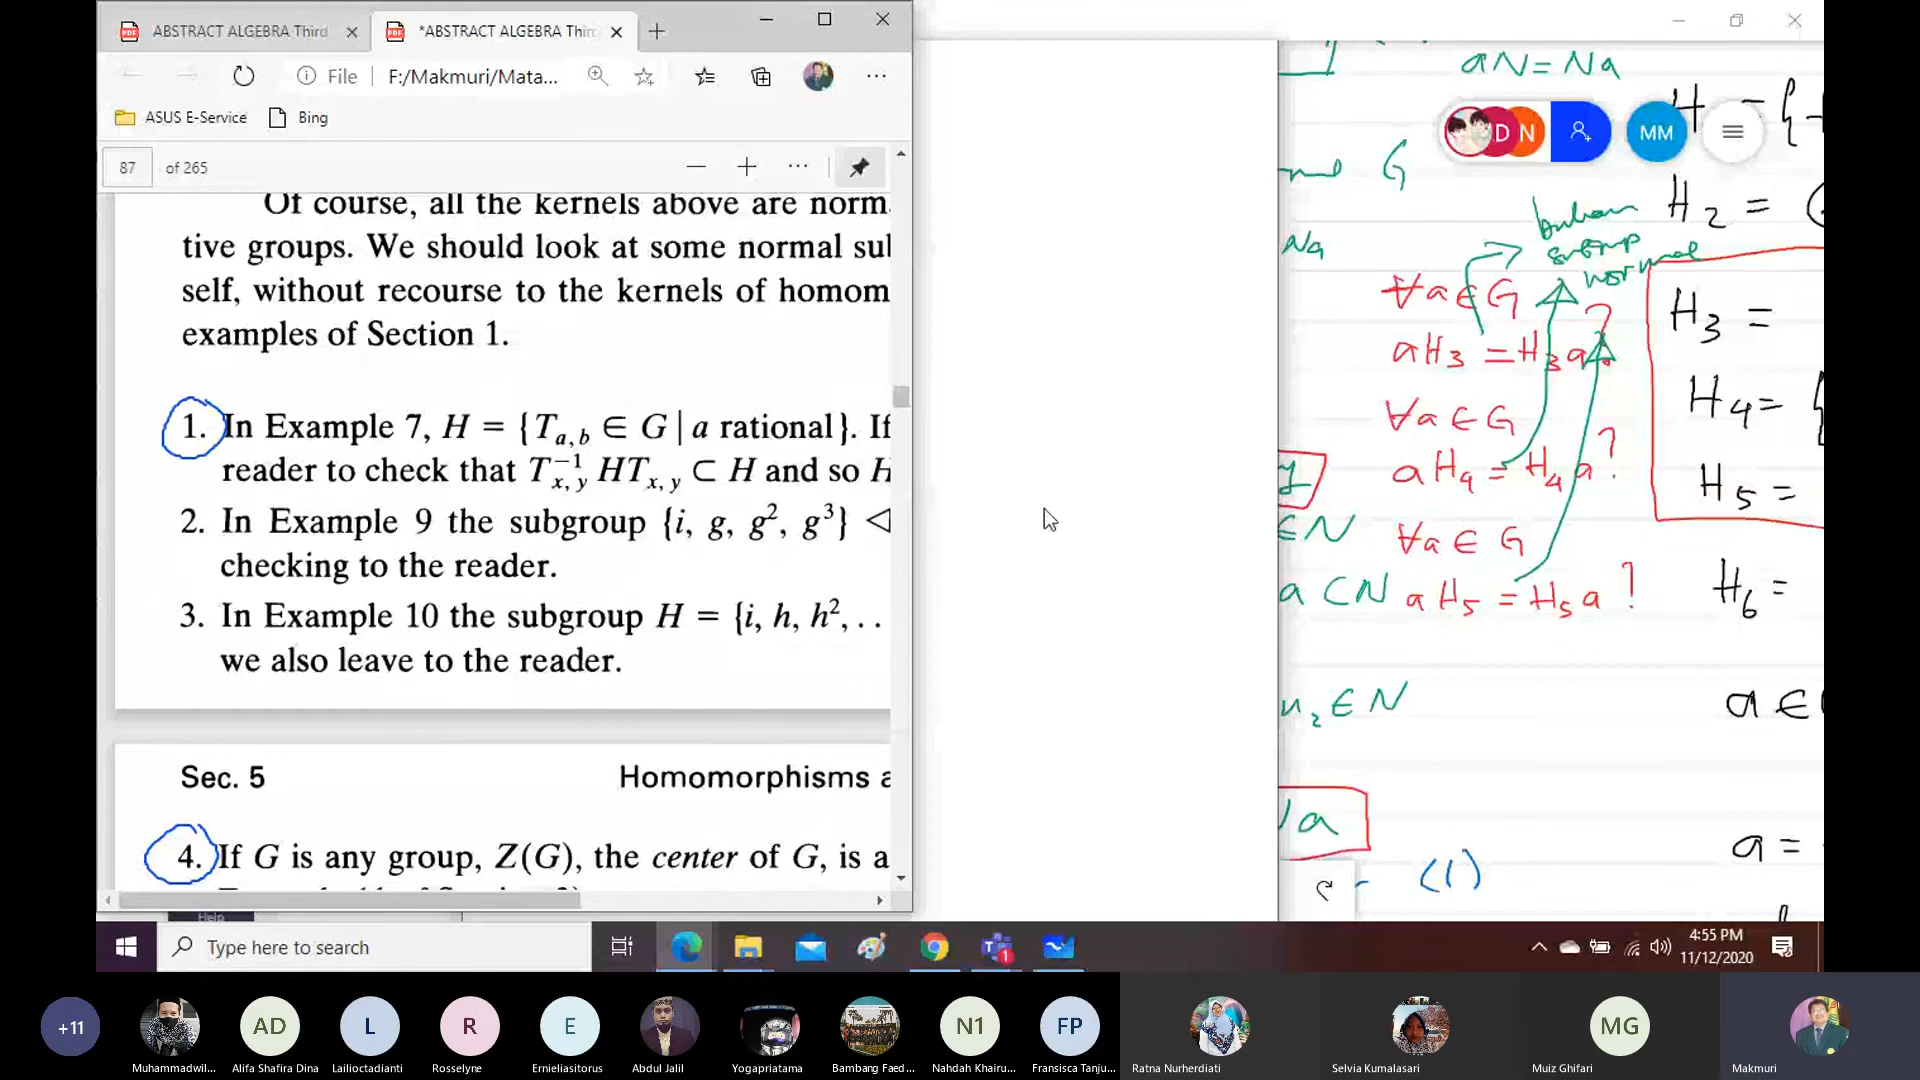 ABSTRACT ALGEBRA Third
*ABSTRACT ALGEBRA Thir
File
F:/Makmuri/Mata...
ASUS E-Service
Bing
87
of 265
Of course, all the kernels above are norm
tive groups. We should look at some normal su
self, without recourse to the kernels of homom
examples of Section 1.
1. In Example 7, H = {T_{a, b} ∈ G | a rational}. If
reader to check that T_{x, y}^{-1} HT_{x, y} ⊂ H and so H
2. In Example 9 the subgroup {i, g, g², g³} ◁
checking to the reader.
3. In Example 10 the subgroup H = {i, h, h², ..
we also leave to the reader.
Sec. 5
Homomorphisms a
4. If G is any group, Z(G), the center of G, is a
Help
aN = Na
H = {
D
N
MM
G
bukan
subgrup
normal
H₂ =
Na
∀a ∈ G
aH₃ = H₃a ?
H₃ =
∀a ∈ G
aH₄ = H₄a ?
H₄ = {
y
H₅ =
∈ N
∀a ∈ G
a ⊂ N
aH₅ = H₅a ?
H₆ =
n₂ ∈ N
a ∈
a
a =
(1)
Type here to search
1
4:55 PM
11/12/2020
+11
AD
L
R
E
N1
FP
MG
Muhammadwil...
Alifa Shafira Dina
Lailioctadianti
Rosselyne
Ernieliasitorus
Abdul Jalil
Yogapriatama
Bambang Faed...
Nahdah Khairu...
Fransisca Tanju...
Ratna Nurherdiati
Selvia Kumalasari
Muiz Ghifari
Makmuri